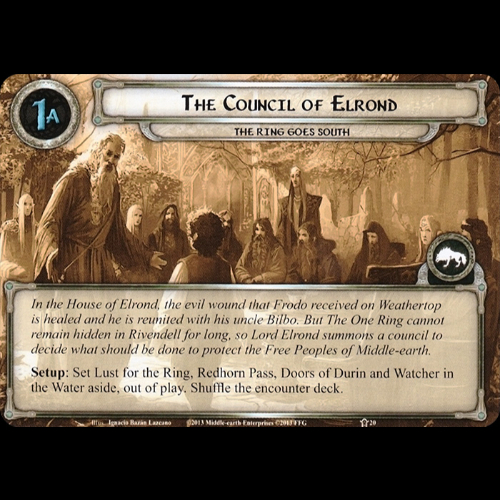 1A
THE COUNCIL OF ELROND
THE RING GOES SOUTH
In the House of Elrond, the evil wound that Frodo received on Weathertop
is healed and he is reunited with his uncle Bilbo. But The One Ring cannot
remain hidden in Rivendell for long, so Lord Elrond summons a council to
decide what should be done to protect the Free Peoples of Middle-earth.
Setup: Set Lust for the Ring, Redhorn Pass, Doors of Durin and Watcher in
the Water aside, out of play. Shuffle the encounter deck.
Illus. Ignacio Bazán Lazcano ©2013 Middle-earth Enterprises ©2013 FFG 20